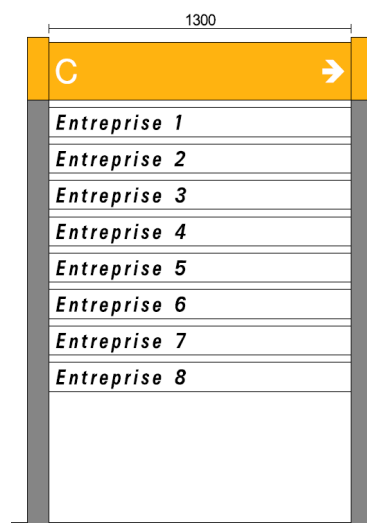 1300
C →
Entreprise 1
Entreprise 2
Entreprise 3
Entreprise 4
Entreprise 5
Entreprise 6
Entreprise 7
Entreprise 8